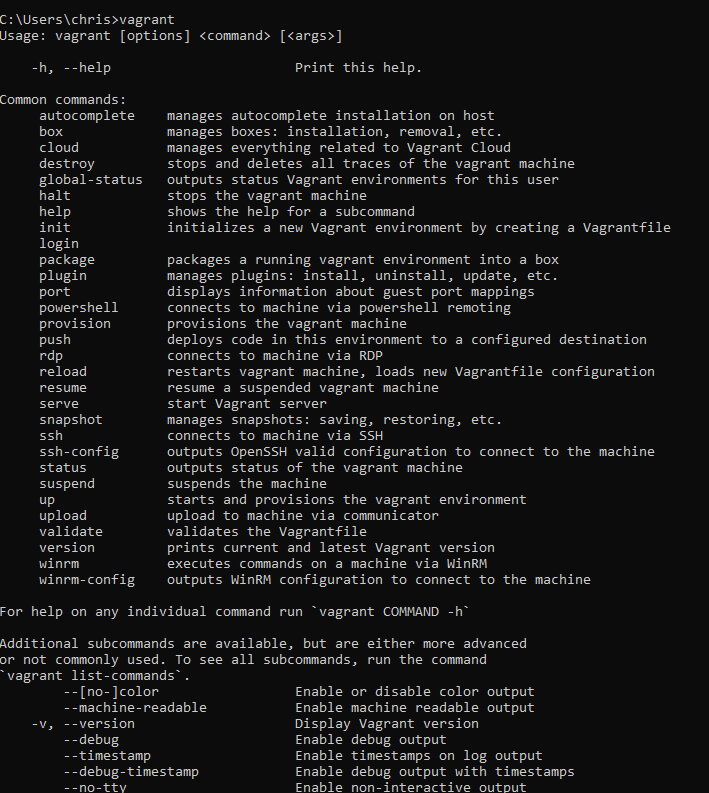 C:\Users\chris>vagrant
Usage: vagrant [options] <command> [<args>]
-h, --help                       Print this help.
Common commands:
autocomplete    manages autocomplete installation on host
box             manages boxes: installation, removal, etc.
cloud           manages everything related to Vagrant Cloud
destroy         stops and deletes all traces of the vagrant machine
global-status   outputs status Vagrant environments for this user
halt            stops the vagrant machine
help            shows the help for a subcommand
init            initializes a new Vagrant environment by creating a Vagrantfile
login
package         packages a running vagrant environment into a box
plugin          manages plugins: install, uninstall, update, etc.
port            displays information about guest port mappings
powershell      connects to machine via powershell remoting
provision       provisions the vagrant machine
push            deploys code in this environment to a configured destination
rdp             connects to machine via RDP
reload          restarts vagrant machine, loads new Vagrantfile configuration
resume          resume a suspended vagrant machine
serve           start Vagrant server
snapshot        manages snapshots: saving, restoring, etc.
ssh             connects to machine via SSH
ssh-config      outputs OpenSSH valid configuration to connect to the machine
status          outputs status of the vagrant machine
suspend         suspends the machine
up              starts and provisions the vagrant environment
upload          upload to machine via communicator
validate        validates the Vagrantfile
version         prints current and latest Vagrant version
winrm           executes commands on a machine via WinRM
winrm-config    outputs WinRM configuration to connect to the machine
For help on any individual command run `vagrant COMMAND -h`
Additional subcommands are available, but are either more advanced
or not commonly used. To see all subcommands, run the command
`vagrant list-commands`.
--[no-]color                 Enable or disable color output
--machine-readable           Enable machine readable output
-v, --version                    Display Vagrant version
--debug                      Enable debug output
--timestamp                  Enable timestamps on log output
--debug-timestamp            Enable debug output with timestamps
--no-tty                     Enable non-interactive output